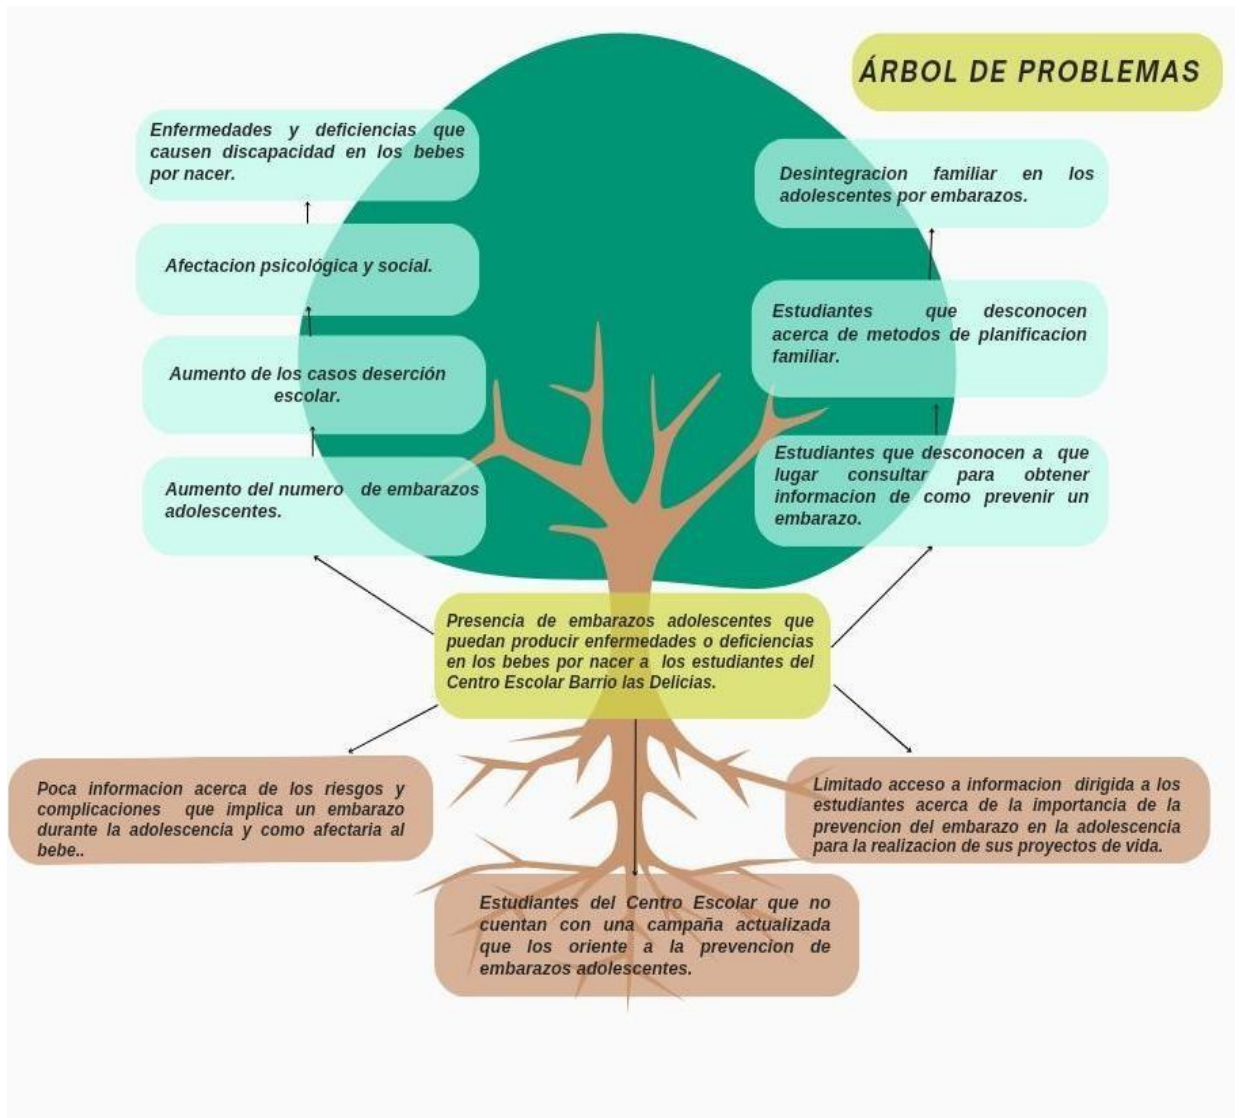 ÁRBOL DE PROBLEMAS
Enfermedades y deficiencias que
causen discapacidad en los bebes
por nacer.
Afectacion psicológica y social.
Aumento de los casos deserción
escolar.
Aumento del numero de embarazos
adolescentes.
Desintegracion familiar en los
adolescentes por embarazos.
Estudiantes que desconocen
acerca de metodos de planificacion
familiar.
Estudiantes que desconocen a que
lugar consultar para obtener
informacion de como prevenir un
embarazo.
Presencia de embarazos adolescentes que
puedan producir enfermedades o deficiencias
en los bebes por nacer a los estudiantes del
Centro Escolar Barrio las Delicias.
Poca informacion acerca de los riesgos y
complicaciones que implica un embarazo
durante la adolescencia y como afectaria al
bebe..
Limitado acceso a informacion dirigida a los
estudiantes acerca de la importancia de la
prevencion del embarazo en la adolescencia
para la realizacion de sus proyectos de vida.
Estudiantes del Centro Escolar que no
cuentan con una campaña actualizada
que los oriente a la prevencion de
embarazos adolescentes.